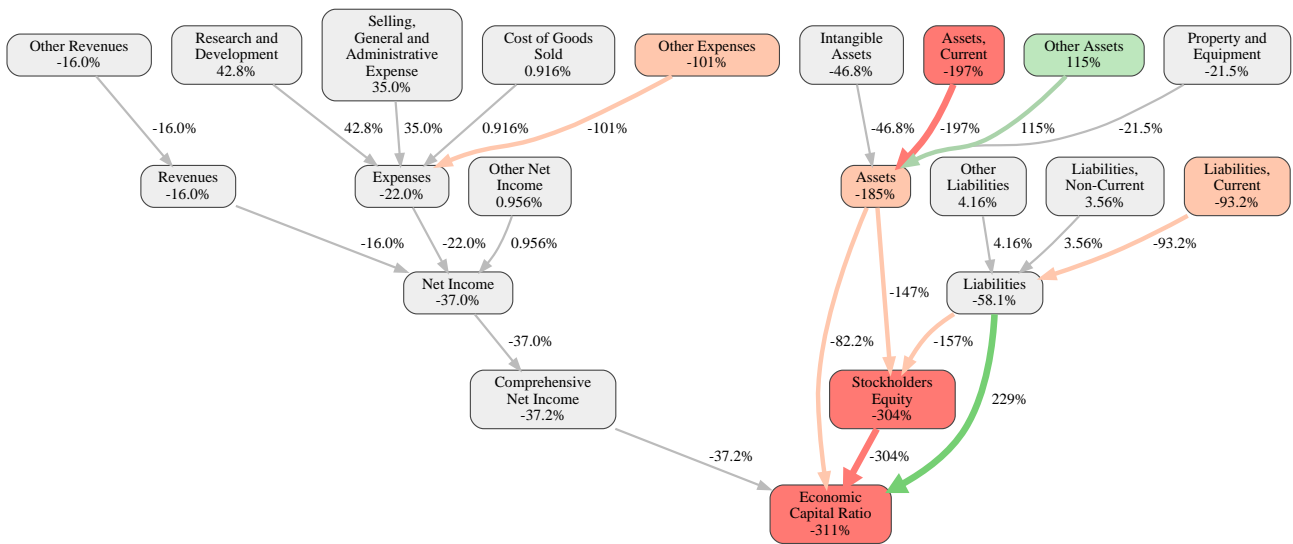 Other Revenues
-16.0%
Research and
Development
42.8%
Selling,
General and
Administrative
Expense
35.0%
Cost of Goods
Sold
0.916%
Other Expenses
-101%
Intangible
Assets
-46.8%
Assets,
Current
-197%
Other Assets
115%
Property and
Equipment
-21.5%
-16.0%
42.8%
35.0%
0.916%
-101%
-46.8%
-197%
115%
-21.5%
Revenues
-16.0%
Expenses
-22.0%
Other Net
Income
0.956%
Assets
-185%
Other
Liabilities
4.16%
Liabilities,
Non-Current
3.56%
Liabilities,
Current
-93.2%
-16.0%
-22.0%
0.956%
4.16%
3.56%
-93.2%
Net Income
-37.0%
-147%
Liabilities
-58.1%
-37.0%
-82.2%
-157%
Comprehensive
Net Income
-37.2%
Stockholders
Equity
-304%
229%
-37.2%
-304%
Economic
Capital Ratio
-311%